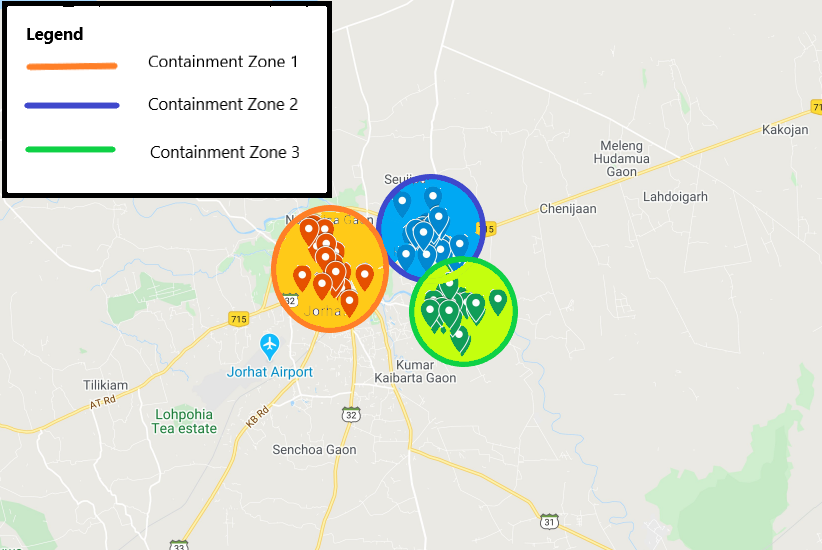 Legend
Containment Zone 1
Containment Zone 2
Containment Zone 3
Kakojan
Meleng
Hudamua
Gaon
Lahdoigarh
Chenijaan
715
32
Jorhat Airport
Kumar
Kaibarta Gaon
Tilikiam
AT Rd
Lohpohia
Tea estate
KB Rd
32
Senchoa Gaon
31
33